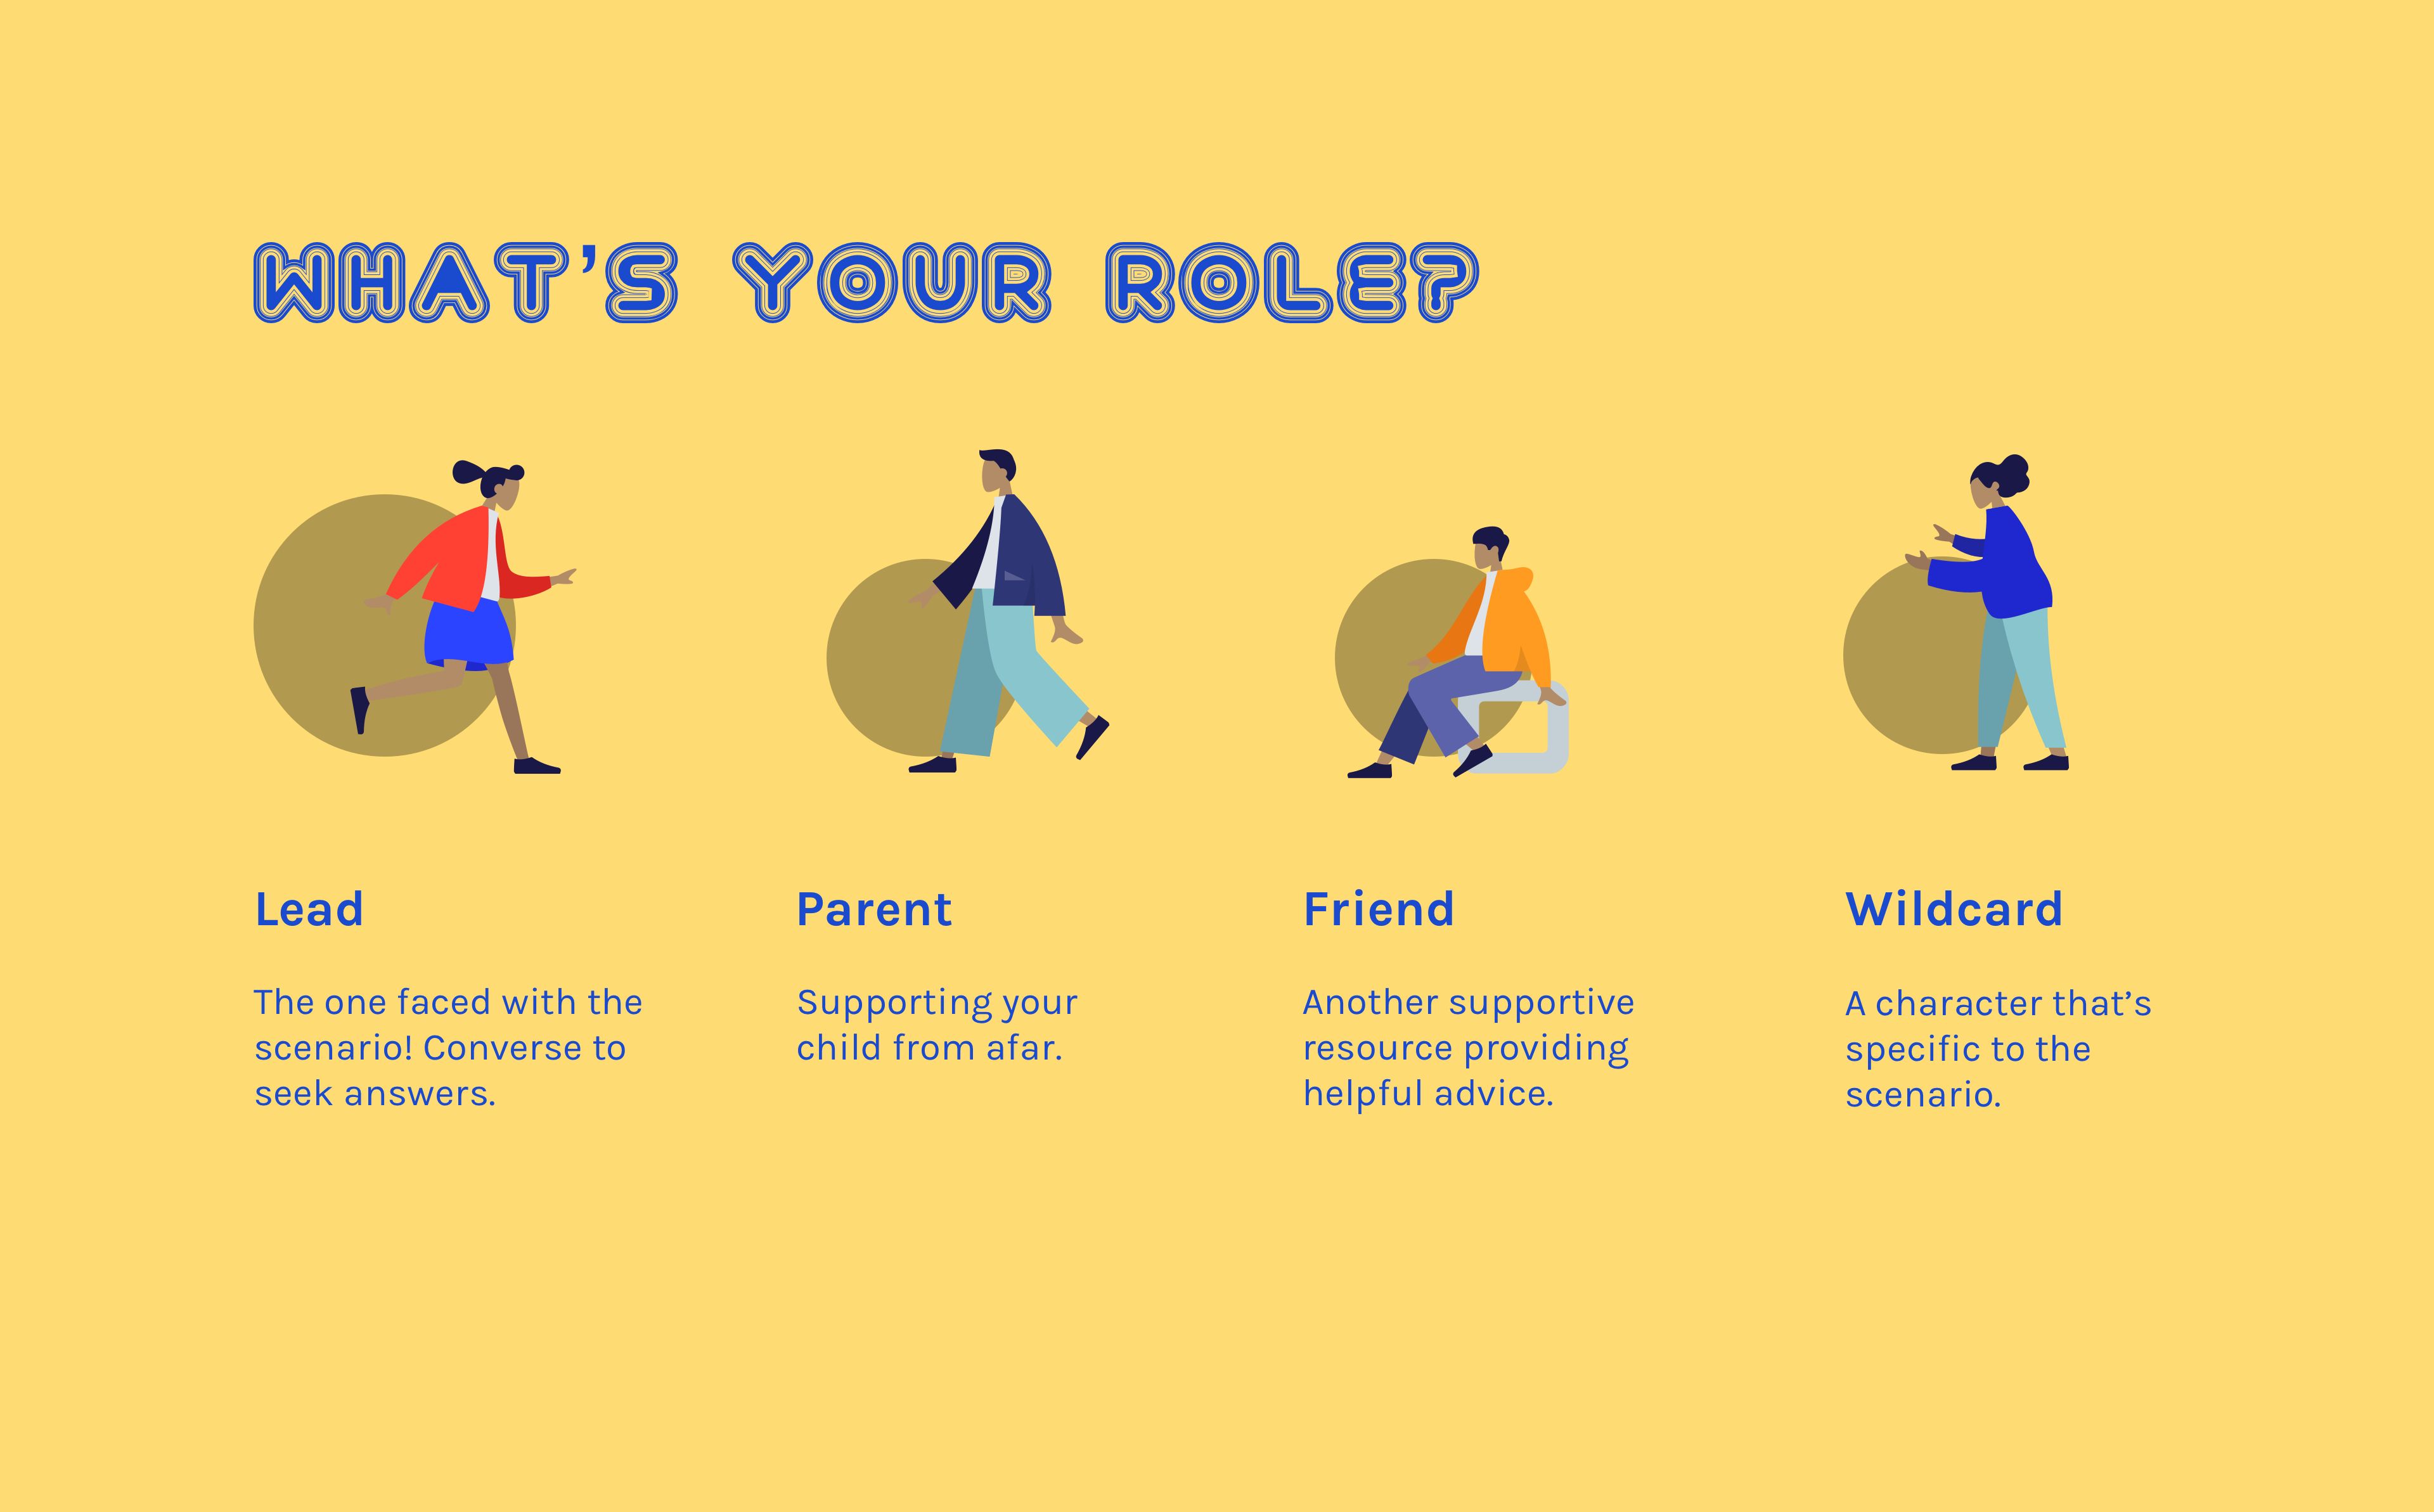 WHAT’S YOUR ROLE?
Lead
The one faced with the
scenario! Converse to
seek answers.
Parent
Supporting your
child from afar.
Friend
Another supportive
resource providing
helpful advice.
Wildcard
A character that’s
specific to the
scenario.